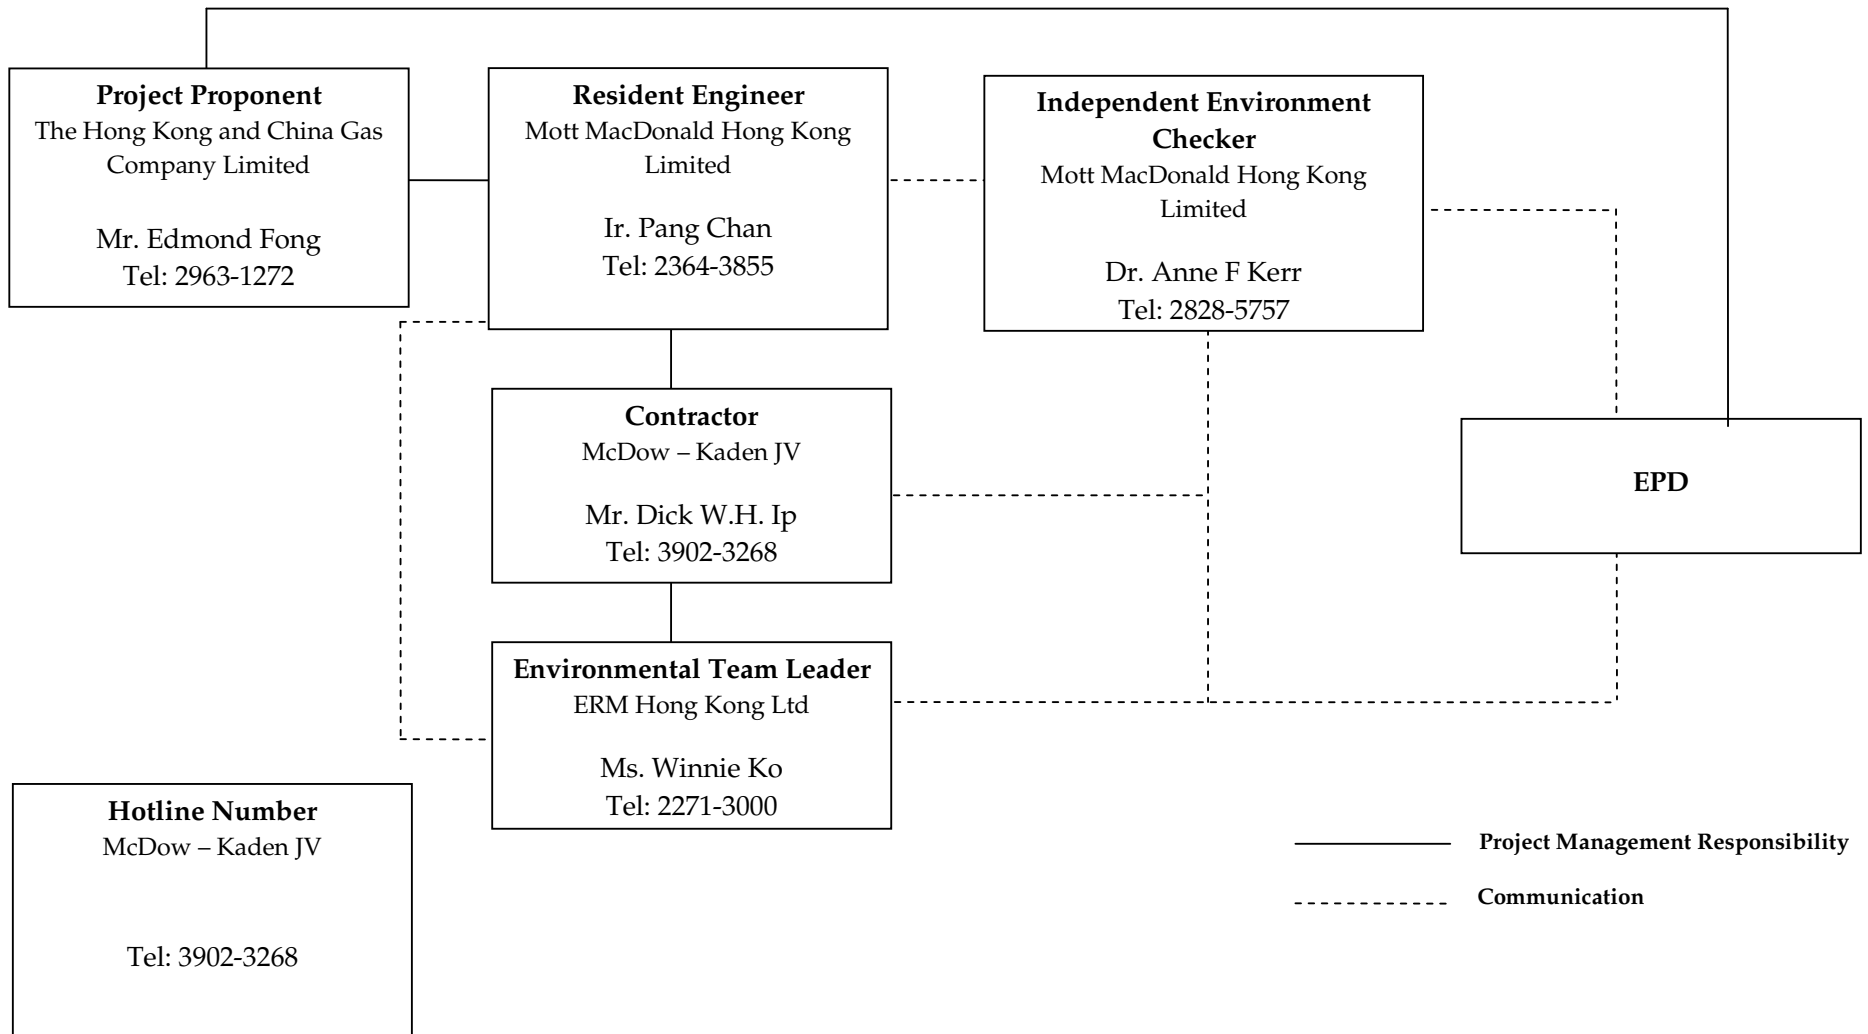 Project Proponent
The Hong Kong and China Gas
Company Limited
Mr. Edmond Fong
Tel: 2963-1272
Resident Engineer
Mott MacDonald Hong Kong
Limited
Ir. Pang Chan
Tel: 2364-3855
Independent Environment
Checker
Mott MacDonald Hong Kong
Limited
Dr. Anne F Kerr
Tel: 2828-5757
Contractor
McDow – Kaden JV
Mr. Dick W.H. Ip
Tel: 3902-3268
EPD
Environmental Team Leader
ERM Hong Kong Ltd
Ms. Winnie Ko
Tel: 2271-3000
Hotline Number
McDow – Kaden JV
Tel: 3902-3268
Project Management Responsibility
Communication